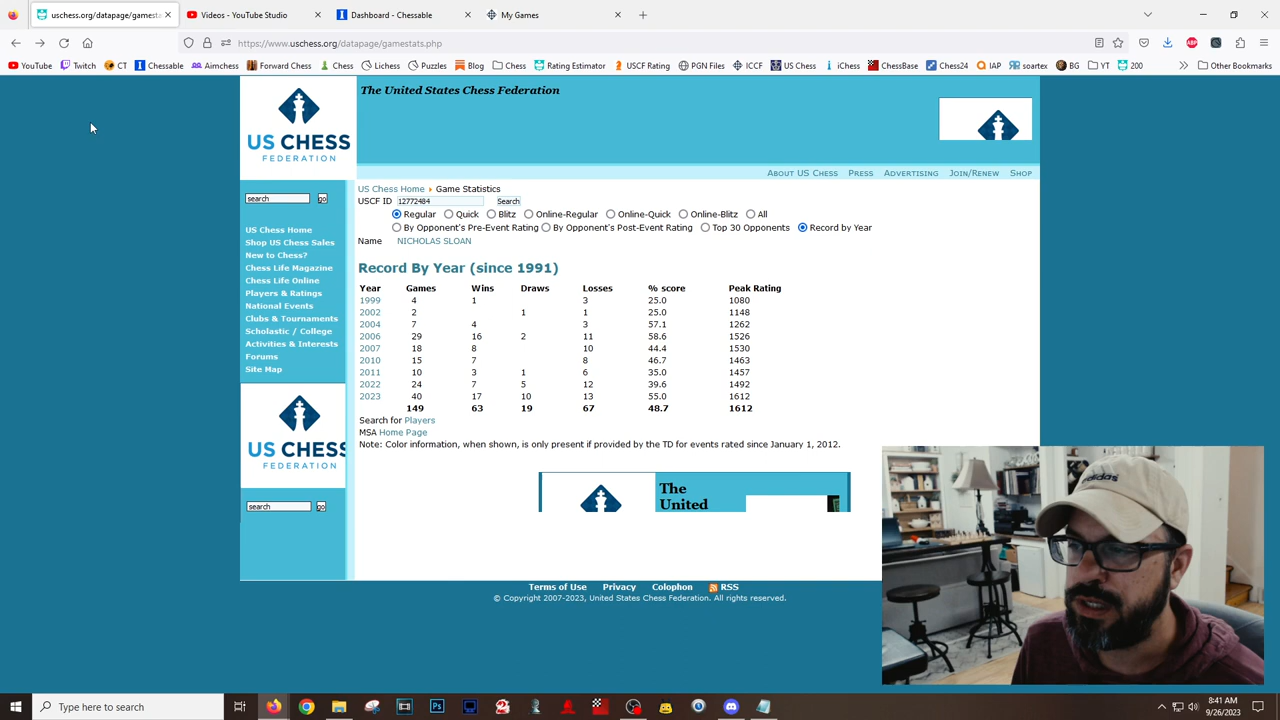 uschess.org/datapage/gamesta
Videos - YouTube Studio
Dashboard - Chessable
My Games
https://www.uschess.org/datapage/gamestats.php
YouTube Twitch CT Chessable Aimchess Forward Chess Chess Lichess Puzzles Blog Chess Rating Estimator USCF Rating PGN Files ICCF US Chess iChess ChessBase Chess24 IAP soartex BG YT 200 Other Bookmarks
US CHESS
FEDERATION
The United States Chess Federation
About US Chess Press Advertising Join/Renew Shop
search go
US Chess Home
Shop US Chess Sales
New to Chess?
Chess Life Magazine
Chess Life Online
Players & Ratings
National Events
Clubs & Tournaments
Scholastic / College
Activities & Interests
Forums
Site Map
US CHESS
FEDERATION
search go
US Chess Home Game Statistics
USCF ID 12772484 Search
Regular Quick Blitz Online-Regular Online-Quick Online-Blitz All
By Opponent's Pre-Event Rating By Opponent's Post-Event Rating Top 30 Opponents Record by Year
Name NICHOLAS SLOAN
Record By Year (since 1991)
Year Games Wins Draws Losses % score Peak Rating
1999 4 1 3 25.0 1080
2002 2 1 1 25.0 1148
2004 7 4 3 57.1 1262
2006 29 16 2 11 58.6 1526
2007 18 8 10 44.4 1530
2010 15 7 8 46.7 1463
2011 10 3 1 6 35.0 1457
2022 24 7 5 12 39.6 1492
2023 40 17 10 13 55.0 1612
149 63 19 67 48.7 1612
Search for Players
MSA Home Page
Note: Color information, when shown, is only present if provided by the TD for events rated since January 1, 2012.
The
United
adidas
Terms of Use Privacy Colophon RSS
© Copyright 2007-2023, United States Chess Federation. All rights reserved.
Type here to search
8:41 AM
9/26/2023